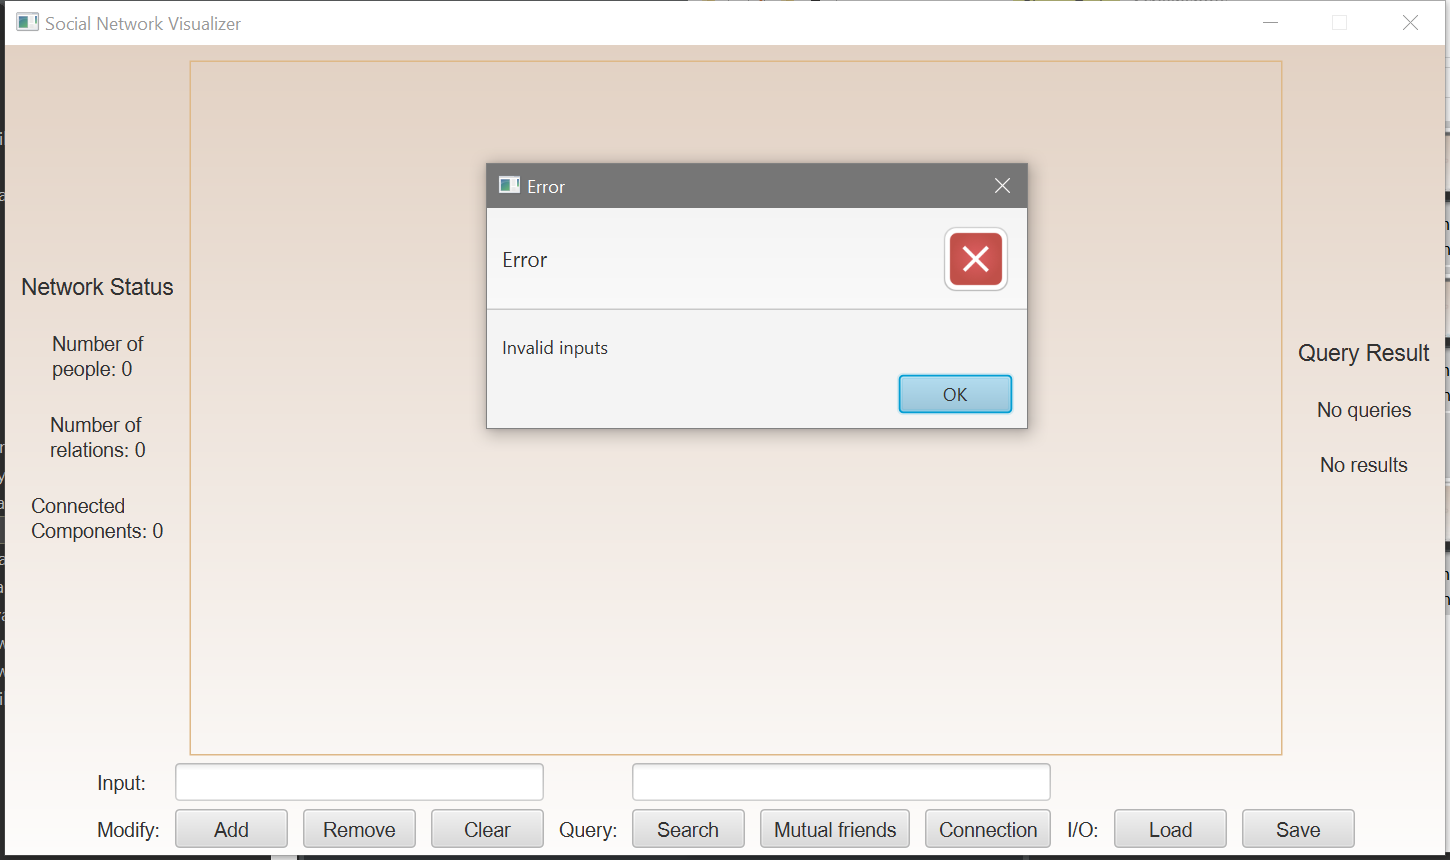 Social Network Visualizer
Error
Error
Invalid inputs
OK
Network Status
Number of
people: 0
Number of
relations: 0
Connected
Components: 0
Query Result
No queries
No results
Input:
Modify: Add Remove Clear Query: Search Mutual friends Connection I/O: Load Save